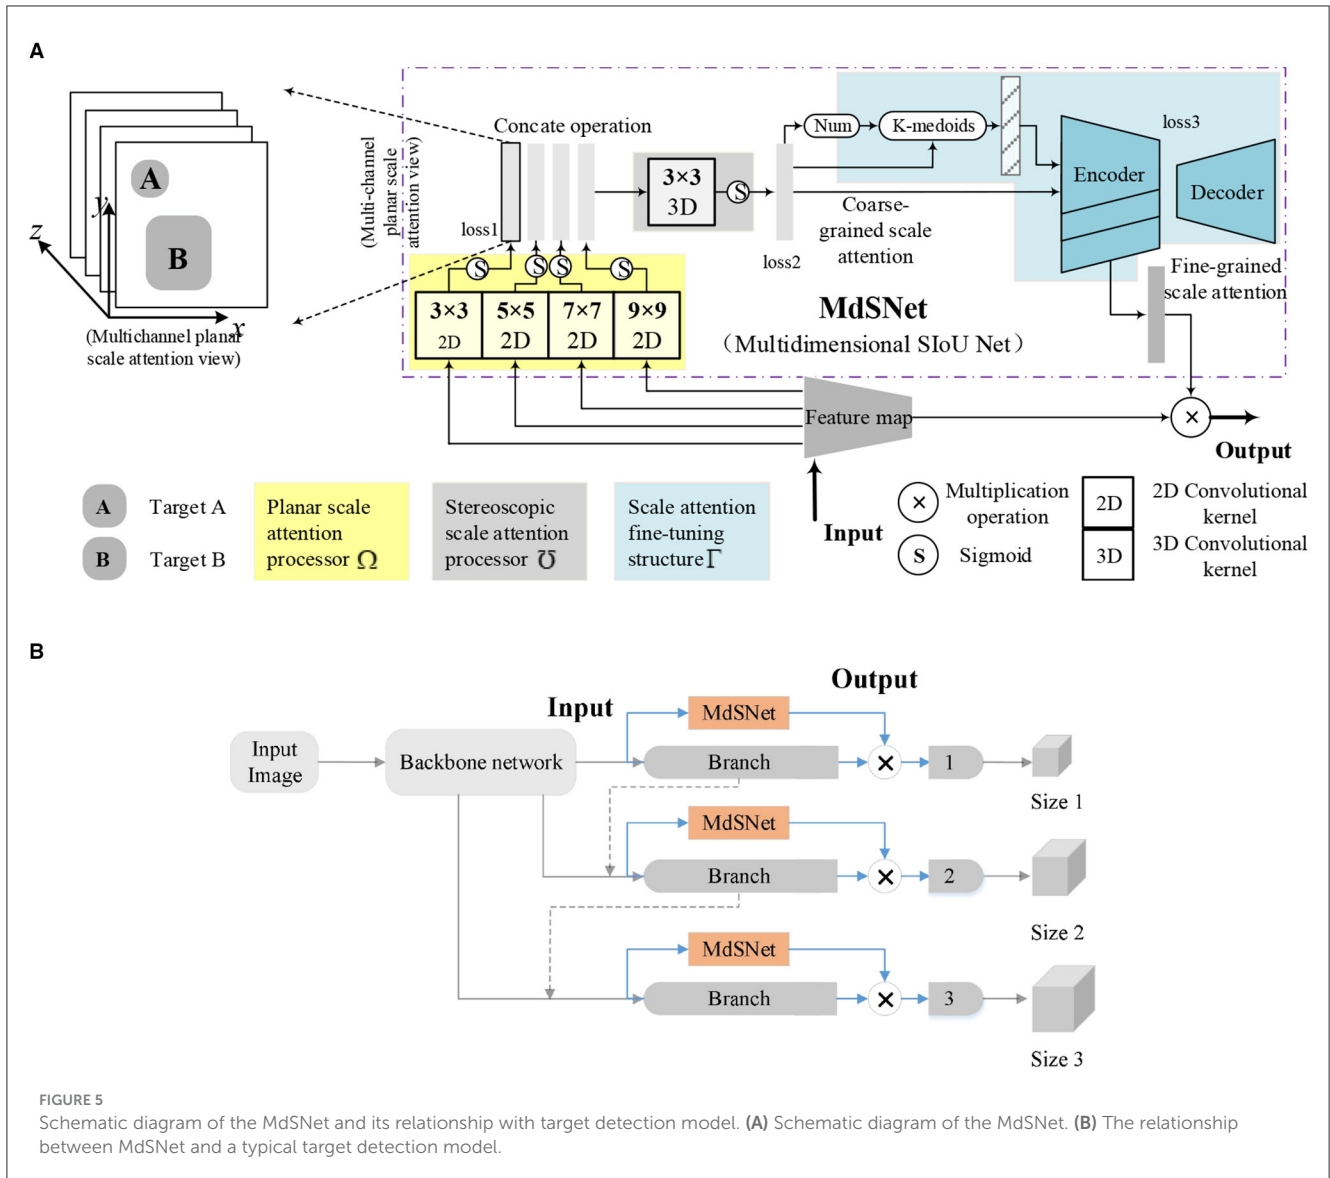 A
Concate operation
(Multi-channel
planar scale
attention view)
loss1
Num
K-medoids
loss3
Encoder
Decoder
3×3
3D
S
loss2
Coarse-
grained scale
attention
Fine-grained
scale attention
A
B
y
z
x
(Multichannel planar
scale attention view)
S
S
S
S
3×3
2D
5×5
2D
7×7
2D
9×9
2D
MdSNet
(Multidimensional SIoU Net)
Feature map
×
Output
Input
A
Target A
B
Target B
Planar scale
attention
processor Ω
Stereoscopic
scale attention
processor ℧
Scale attention
fine-tuning
structure Γ
×
Multiplication
operation
S
Sigmoid
2D
2D Convolutional
kernel
3D
3D Convolutional
kernel
B
Input
Output
Input
Image
Backbone network
MdSNet
Branch
×
1
Size 1
MdSNet
Branch
×
2
Size 2
MdSNet
Branch
×
3
Size 3
FIGURE 5
Schematic diagram of the MdSNet and its relationship with target detection model. (A) Schematic diagram of the MdSNet. (B) The relationship
between MdSNet and a typical target detection model.